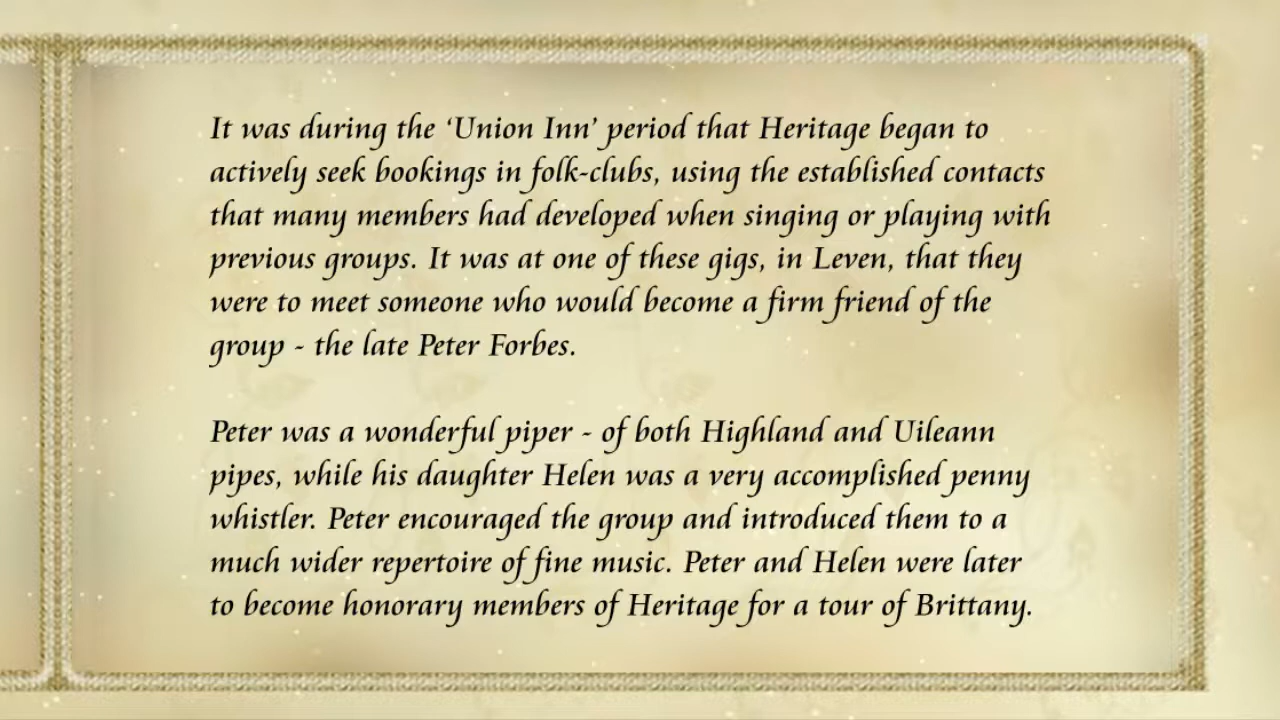 It was during the ‘Union Inn’ period that Heritage began to
actively seek bookings in folk-clubs, using the established contacts
that many members had developed when singing or playing with
previous groups. It was at one of these gigs, in Leven, that they
were to meet someone who would become a firm friend of the
group - the late Peter Forbes.
Peter was a wonderful piper - of both Highland and Uileann
pipes, while his daughter Helen was a very accomplished penny
whistler. Peter encouraged the group and introduced them to a
much wider repertoire of fine music. Peter and Helen were later
to become honorary members of Heritage for a tour of Brittany.